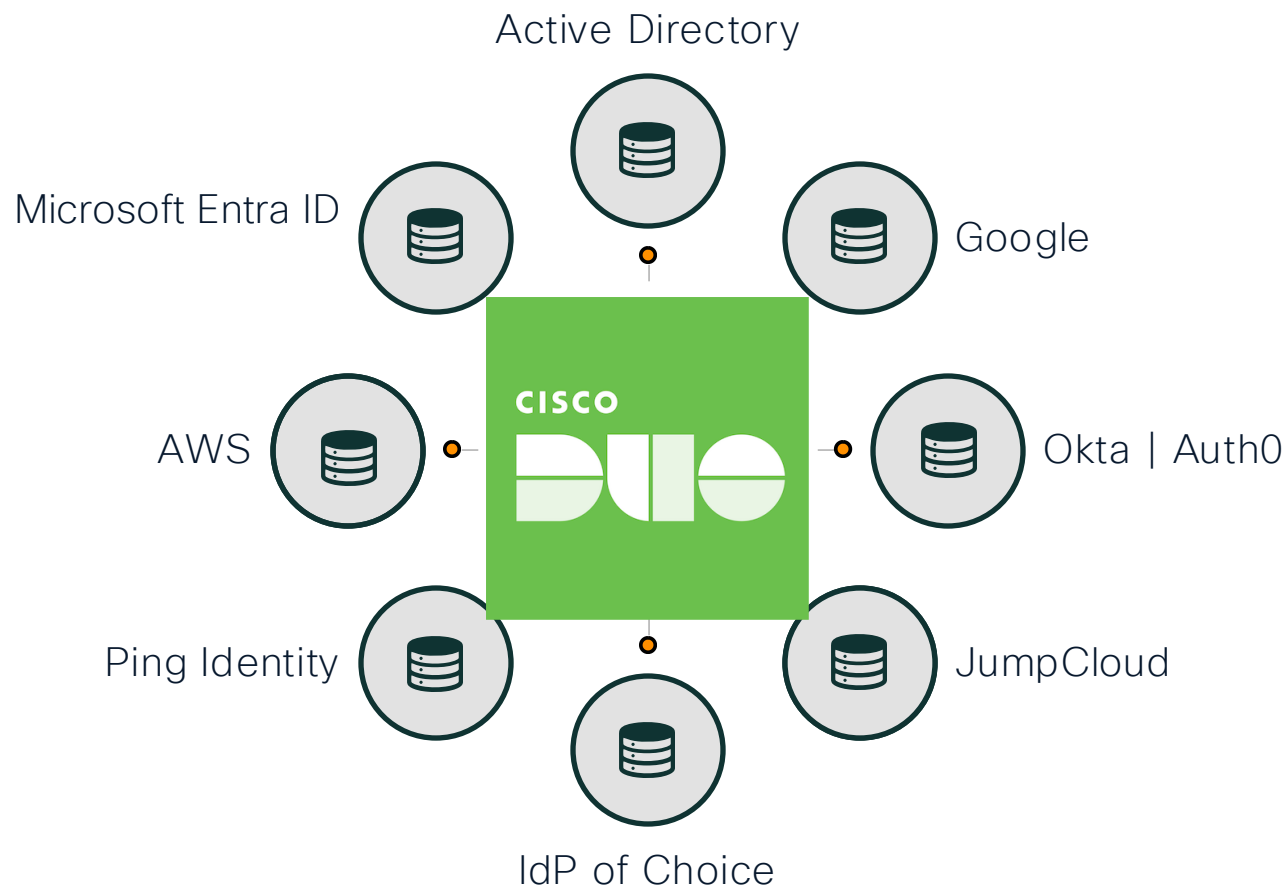 Active Directory
Microsoft Entra ID
Google
CISCO
DUO
AWS
Okta | Auth0
Ping Identity
JumpCloud
IdP of Choice